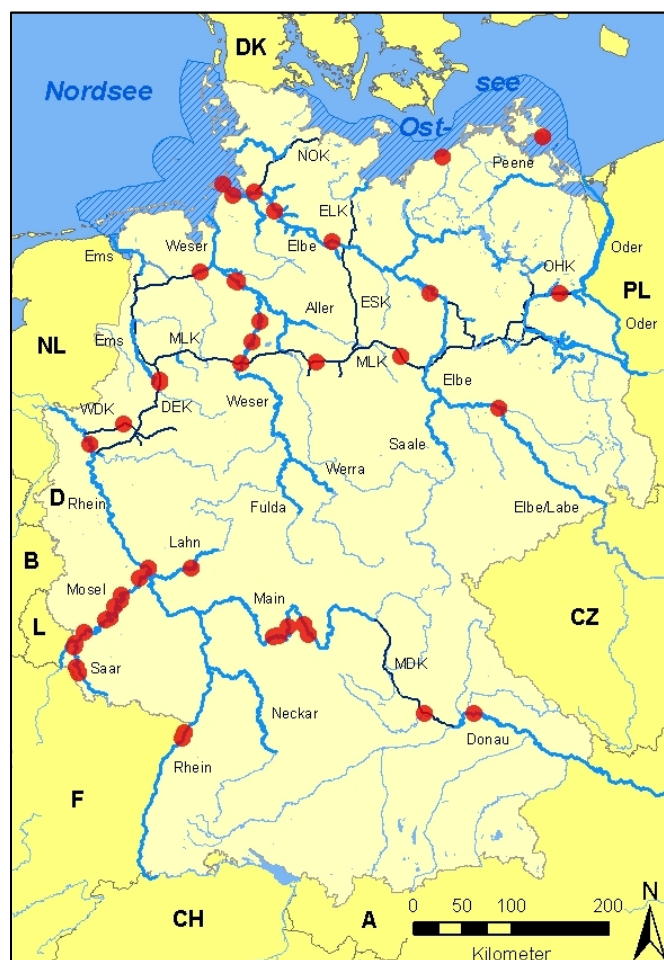 DK
Nordsee
Ost-
see
NOK
Peene
ELK
Ems
Weser
Elbe
Oder
OHK
PL
Aller
ESK
Oder
NL
Ems
MLK
MLK
Elbe
WDK
DEK
Weser
Saale
Werra
D
Rhein
Fulda
Elbe/Labe
Lahn
B
Mosel
Main
CZ
L
Saar
MDK
Neckar
Donau
Rhein
F
N
CH
A
0 50 100 200
Kilometer